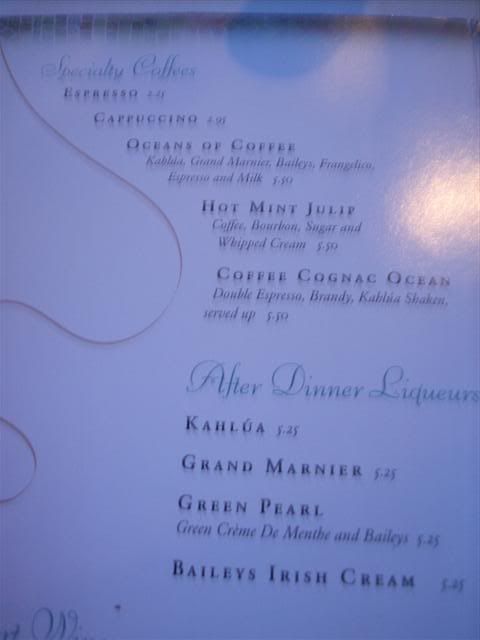 Specialty Coffees
Espresso 2.25
Cappuccino 2.95
Oceans of Coffee
Kahlúa, Grand Marnier, Baileys, Frangelico,
Espresso and Milk 5.50
Hot Mint Julip
Coffee, Bourbon, Sugar and
Whipped Cream 5.50
Coffee Cognac Ocean
Double Espresso, Brandy, Kahlúa Shaken,
served up 5.50
After Dinner Liqueurs
Kahlúa 5.25
Grand Marnier 5.25
Green Pearl
Green Crème De Menthe and Baileys 5.25
Baileys Irish Cream 5.25